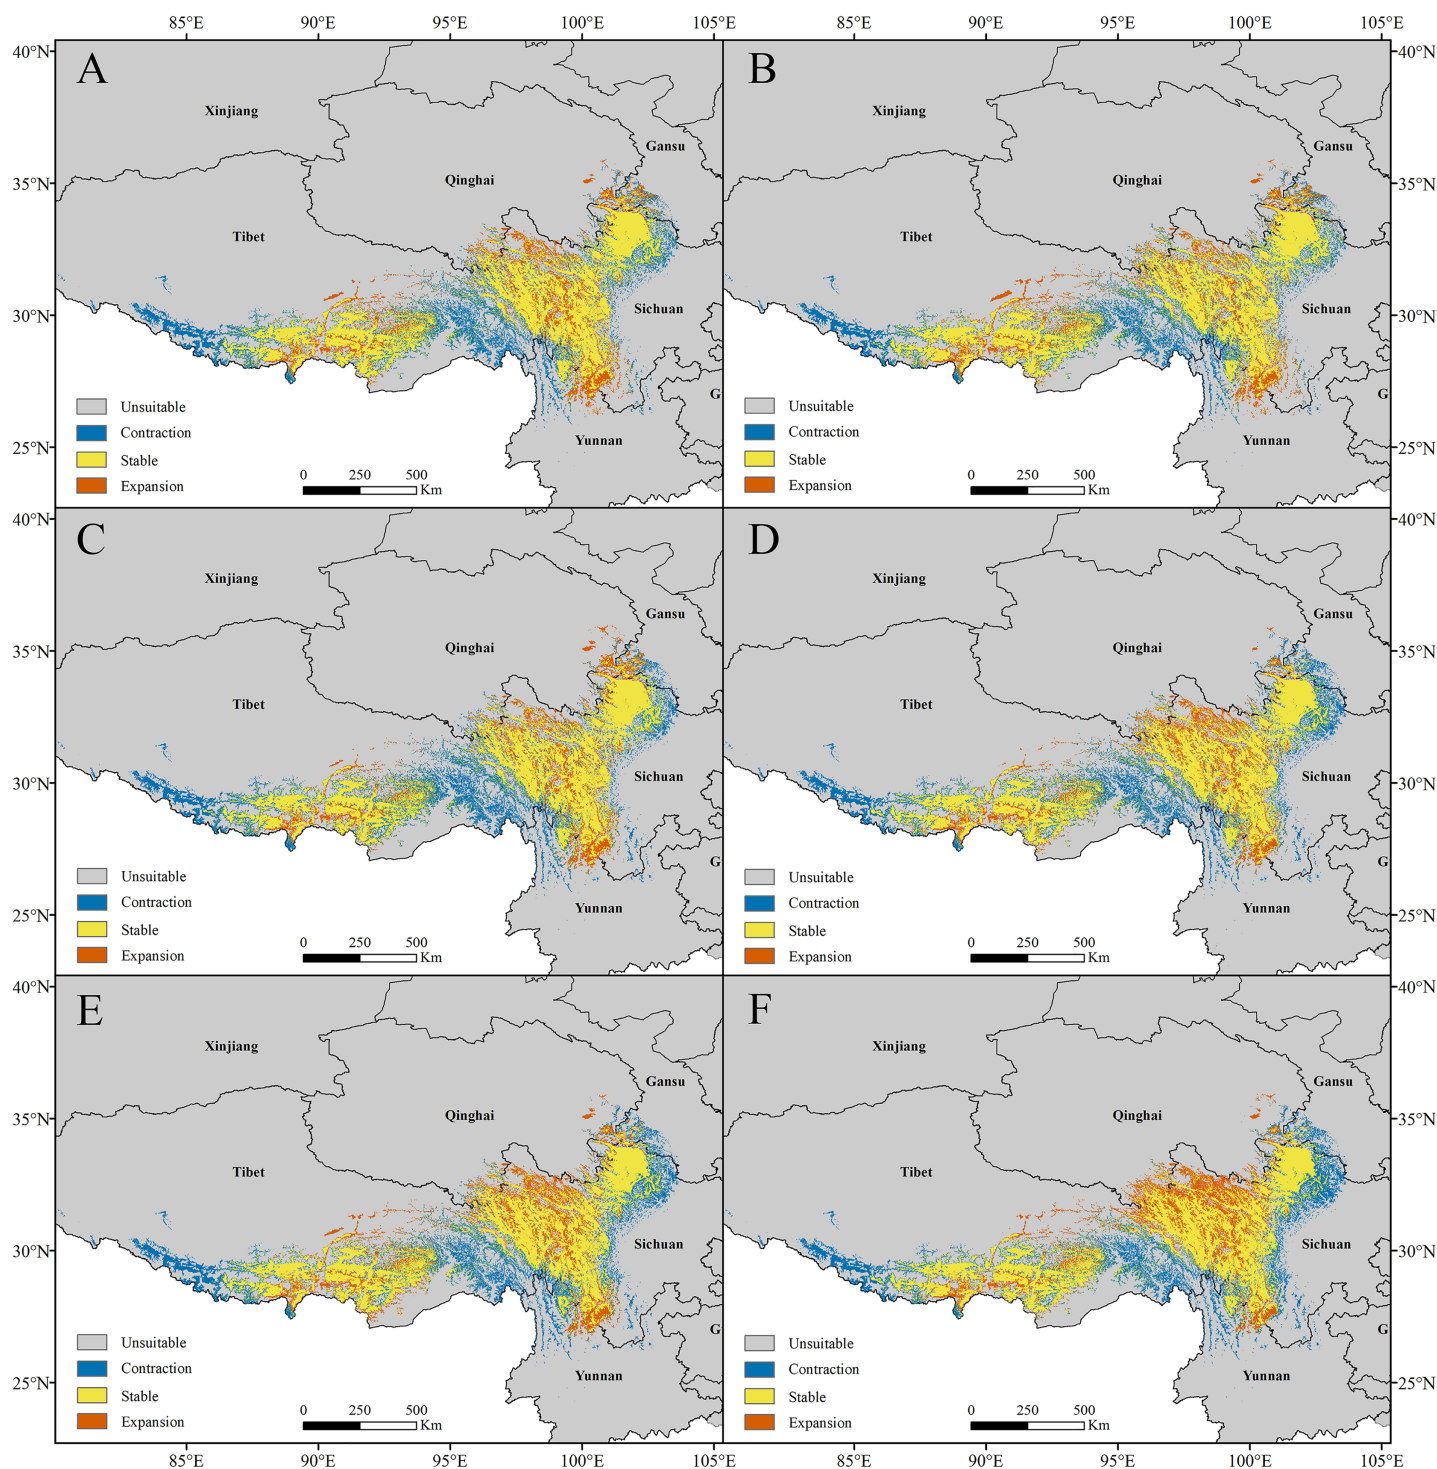 85°E 90°E 95°E 100°E 105°E 85°E 90°E 95°E 100°E 105°E
40°N 40°N
A B
Xinjiang Xinjiang
Gansu Gansu
Qinghai Qinghai
35°N 35°N
Tibet Tibet
Sichuan Sichuan
30°N 30°N
G G
Unsuitable Unsuitable
Contraction Contraction
Yunnan Yunnan
25°N 25°N
Stable Stable
0 250 500 0 250 500
Expansion Km Expansion Km
40°N 40°N
C D
Xinjiang Xinjiang
Gansu Gansu
Qinghai Qinghai
35°N 35°N
Tibet Tibet
Sichuan Sichuan
30°N 30°N
G G
Unsuitable Unsuitable
Contraction Contraction
Yunnan Yunnan
25°N 25°N
Stable Stable
0 250 500 0 250 500
Expansion Km Expansion Km
40°N 40°N
E F
Xinjiang Xinjiang
Gansu Gansu
Qinghai Qinghai
35°N 35°N
Tibet Tibet
Sichuan Sichuan
30°N 30°N
G G
Unsuitable Unsuitable
Contraction Contraction
Yunnan Yunnan
25°N 25°N
Stable Stable
0 250 500 0 250 500
Expansion Km Expansion Km
85°E 90°E 95°E 100°E 105°E 85°E 90°E 95°E 100°E 105°E